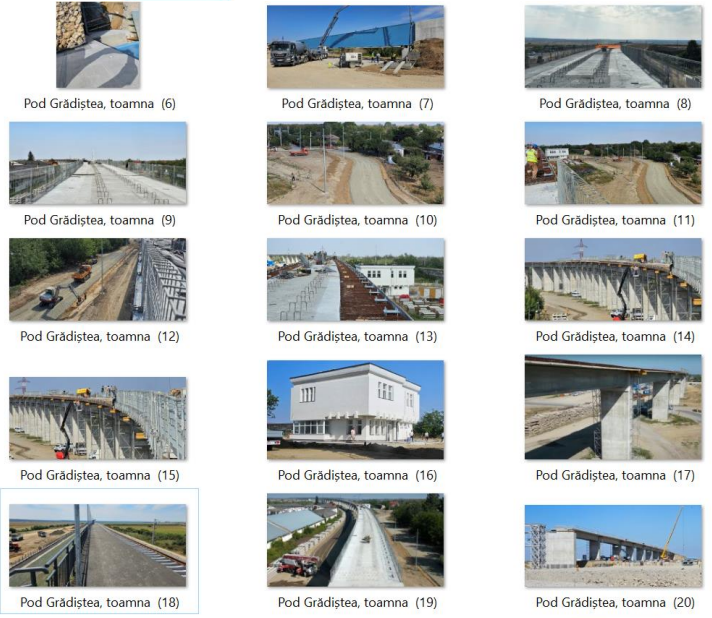 Pod Grădiștea, toamna (6)
Pod Grădiștea, toamna (7)
Pod Grădiștea, toamna (8)
Pod Grădiștea, toamna (9)
Pod Grădiștea, toamna (10)
Pod Grădiștea, toamna (11)
Pod Grădiștea, toamna (12)
Pod Grădiștea, toamna (13)
Pod Grădiștea, toamna (14)
Pod Grădiștea, toamna (15)
Pod Grădiștea, toamna (16)
Pod Grădiștea, toamna (17)
Pod Grădiștea, toamna (18)
Pod Grădiștea, toamna (19)
Pod Grădiștea, toamna (20)